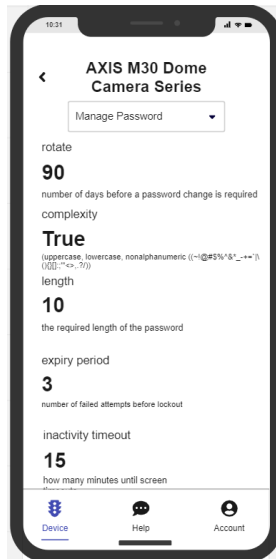 10:31
AXIS M30 Dome
Camera Series
Manage Password
rotate
90
number of days before a password change is required
complexity
True
(uppercase, lowercase, nonalphanumeric ((~!@#$%^&*_-+=`|\
(){}[]:;"'<>,.?/))
length
10
the required length of the password
expiry period
3
number of failed attempts before lockout
inactivity timeout
15
how many minutes until screen
Device
Help
Account